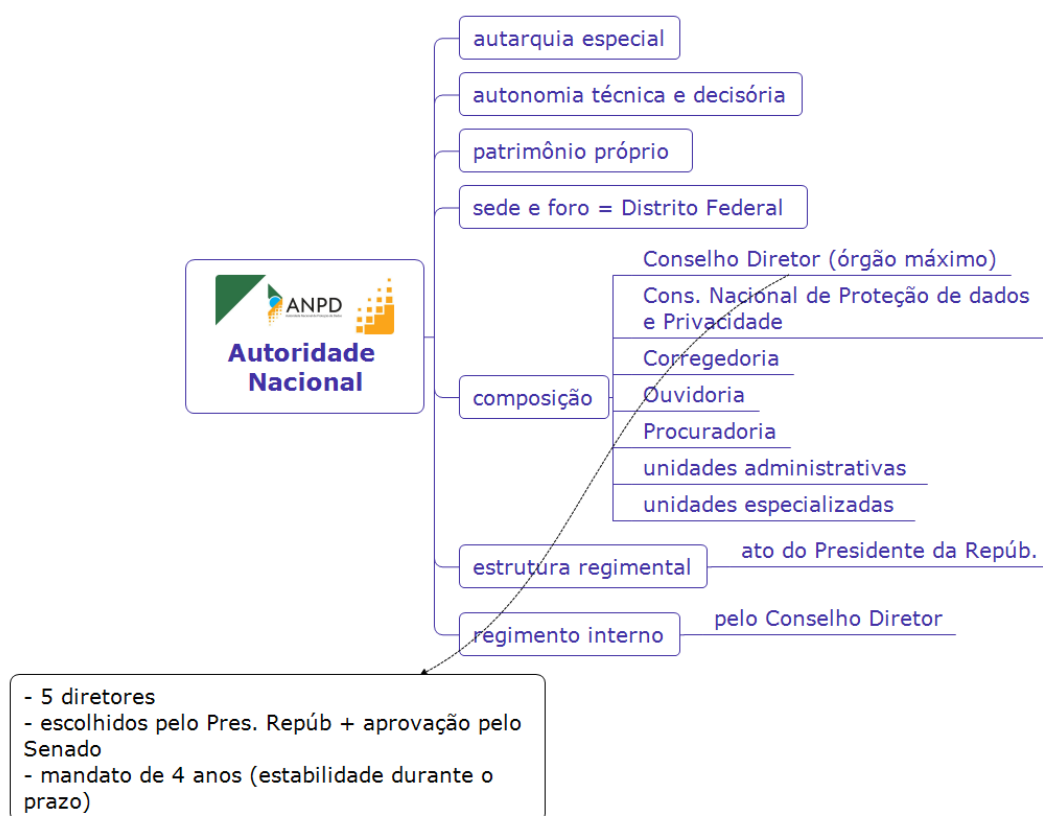 autarquia especial
autonomia técnica e decisória
patrimônio próprio
sede e foro = Distrito Federal
ANPD
Autoridade
Nacional
composição
Conselho Diretor (órgão máximo)
Cons. Nacional de Proteção de dados
e Privacidade
Corregedoria
Ouvidoria
Procuradoria
unidades administrativas
unidades especializadas
estrutura regimental
ato do Presidente da Repúb.
regimento interno
pelo Conselho Diretor
- 5 diretores
- escolhidos pelo Pres. Repúb + aprovação pelo
Senado
- mandato de 4 anos (estabilidade durante o
prazo)